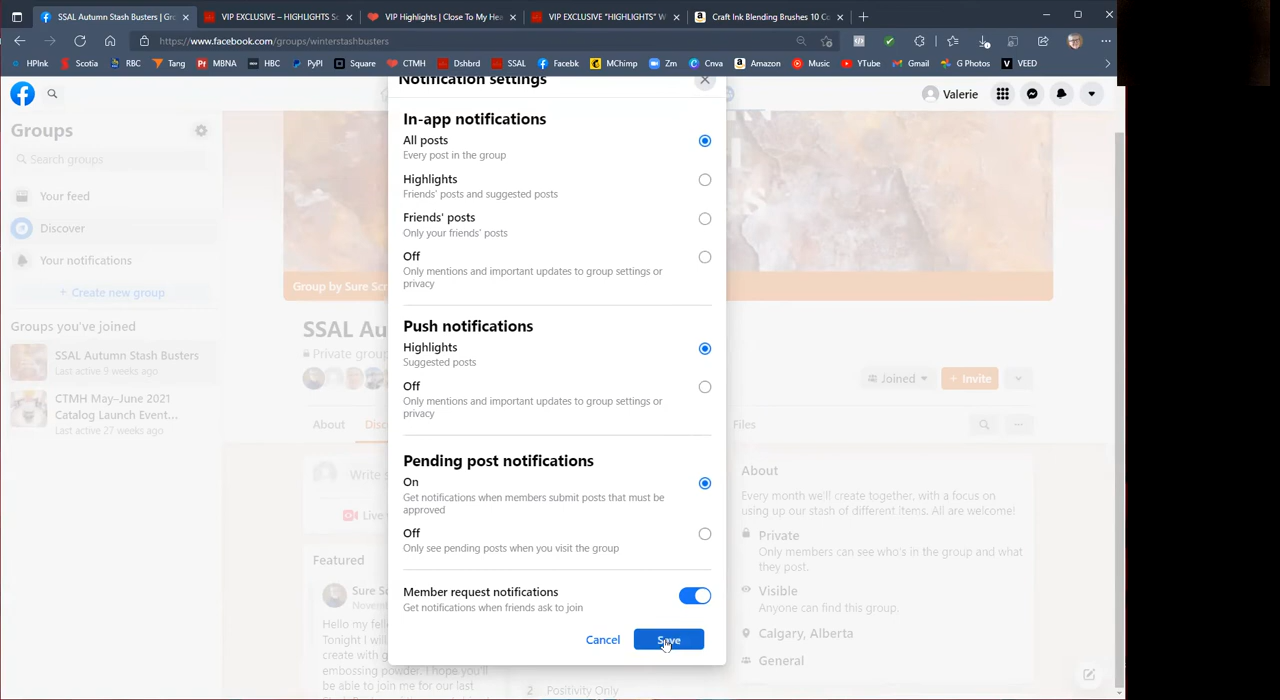 SSAL Autumn Stash Busters | Gr
VIP EXCLUSIVE – HIGHLIGHTS S
VIP Highlights | Close To My Hea
VIP EXCLUSIVE "HIGHLIGHTS" W
Craft Ink Blending Brushes 10 Co
https://www.facebook.com/groups/winterstashbusters
HPInk
Scotia
RBC
Tang
MBNA
HBC
PyPl
Square
CTMH
Dshbrd
SSAL
Facebk
MChimp
Zm
Cnva
Amazon
Music
YTube
Gmail
G Photos
VEED
Notification settings
Valerie
Groups
Search groups
Your feed
Discover
Your notifications
+ Create new group
Groups you've joined
SSAL Autumn Stash Busters
Last active 9 weeks ago
CTMH May–June 2021
Catalog Launch Event...
Last active 27 weeks ago
In-app notifications
All posts
Every post in the group
Highlights
Friends' posts and suggested posts
Friends' posts
Only your friends' posts
Off
Only mentions and important updates to group settings or
privacy
Push notifications
Highlights
Suggested posts
Off
Only mentions and important updates to group settings or
privacy
Pending post notifications
On
Get notifications when members submit posts that must be
approved
Off
Only see pending posts when you visit the group
Member request notifications
Get notifications when friends ask to join
Cancel
Save
Group by Sure Scr
SSAL Au
Private group
Joined
+ Invite
About
Disc
Files
Write s
Live
Featured
Sure Sc
Novem
Hello my fel
Tonight I will
create with g
embossing powder. I hope you'll
be able to join me for our last
About
Every month we'll create together, with a focus on
using up our stash of different items. All are welcome!
Private
Only members can see who's in the group and what
they post.
Visible
Anyone can find this group.
Calgary, Alberta
General
2 Positivity Only